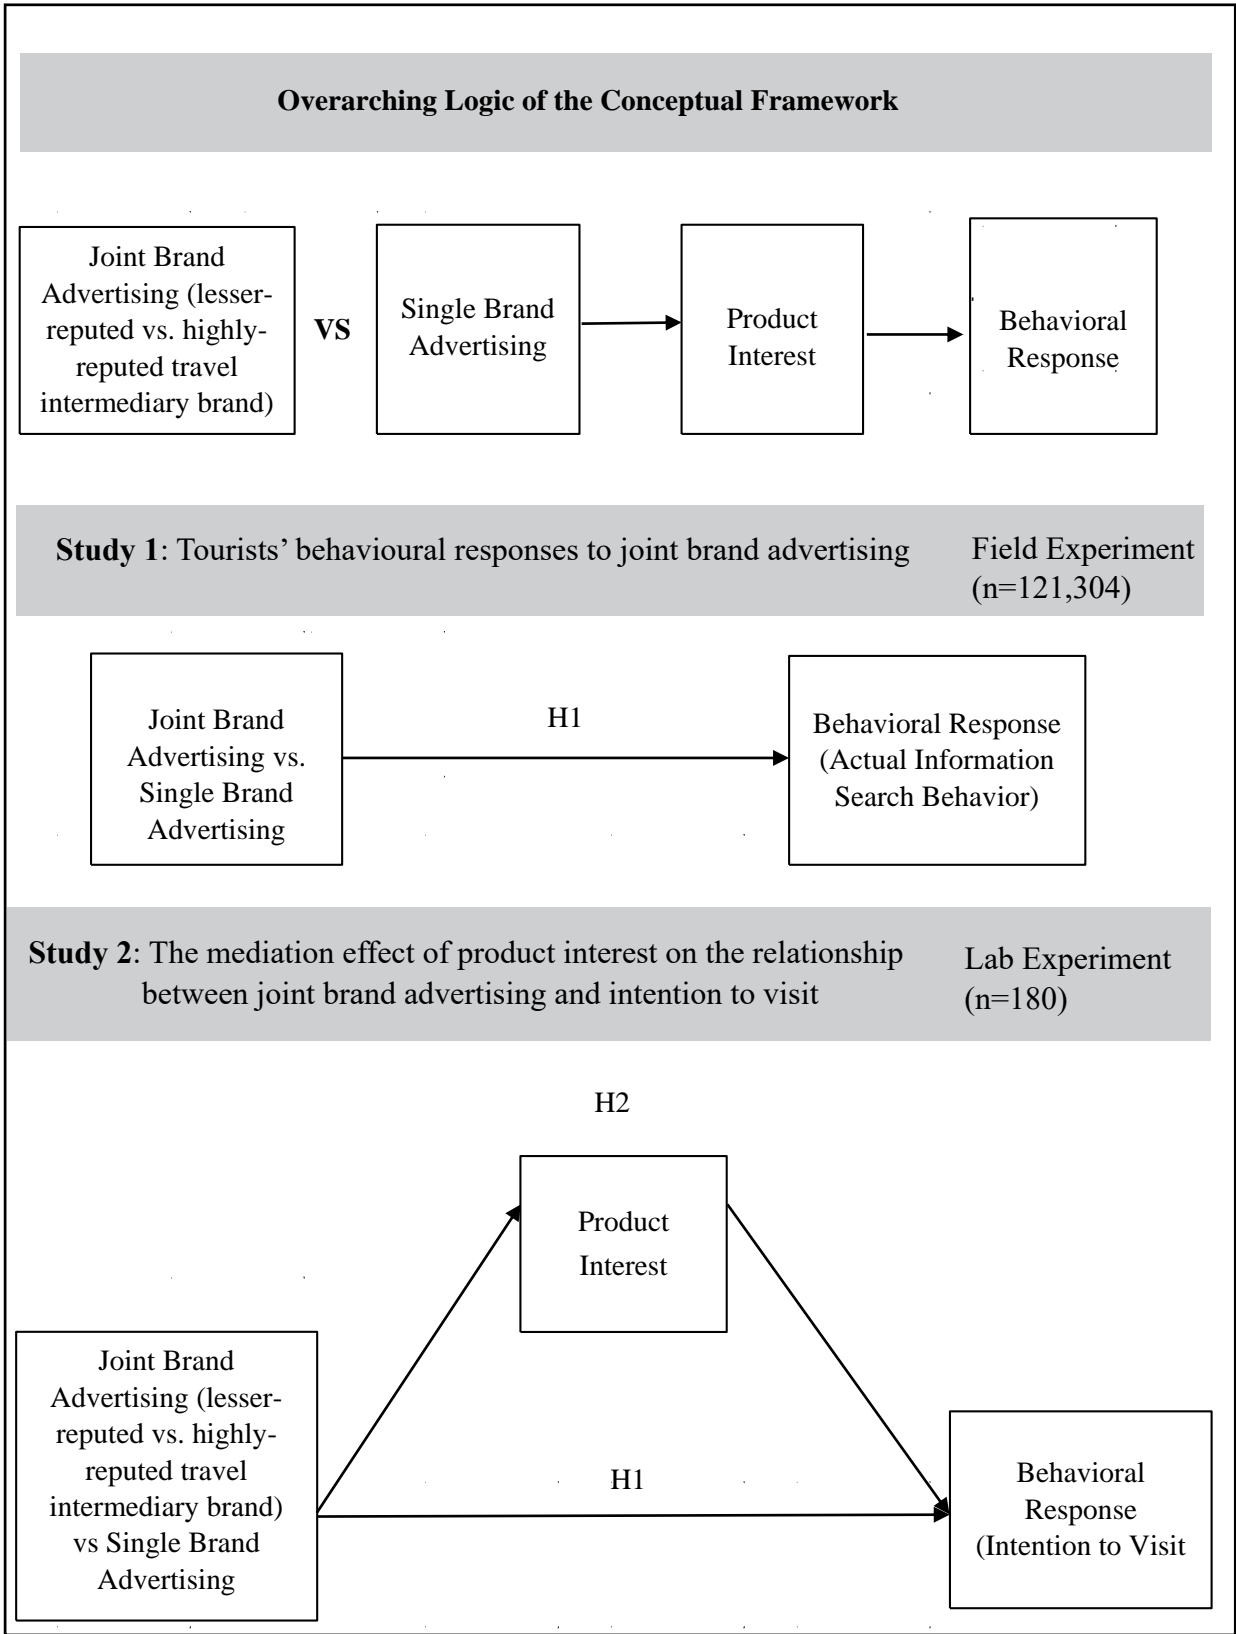 Overarching Logic of the Conceptual Framework
Joint Brand
Advertising (lesser-
reputed vs. highly-
reputed travel
intermediary brand)
VS
Single Brand
Advertising
Product
Interest
Behavioral
Response
Study 1: Tourists’ behavioural responses to joint brand advertising
Field Experiment
(n=121,304)
Joint Brand
Advertising vs.
Single Brand
Advertising
H1
Behavioral Response
(Actual Information
Search Behavior)
Study 2: The mediation effect of product interest on the relationship
between joint brand advertising and intention to visit
Lab Experiment
(n=180)
H2
Product
Interest
Joint Brand
Advertising (lesser-
reputed vs. highly-
reputed travel
intermediary brand)
vs Single Brand
Advertising
H1
Behavioral
Response
(Intention to Visit